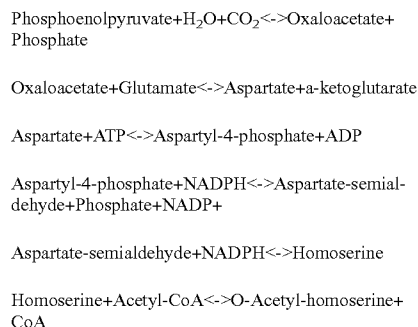 Phosphoenolpyruvate+H₂O+CO₂<->Oxaloacetate+
Phosphate
Oxaloacetate+Glutamate<->Aspartate+a-ketoglutarate
Aspartate+ATP<->Aspartyl-4-phosphate+ADP
Aspartyl-4-phosphate+NADPH<->Aspartate-semial-
dehyde+Phosphate+NADP+
Aspartate-semialdehyde+NADPH<->Homoserine
Homoserine+Acetyl-CoA<->O-Acetyl-homoserine+
CoA